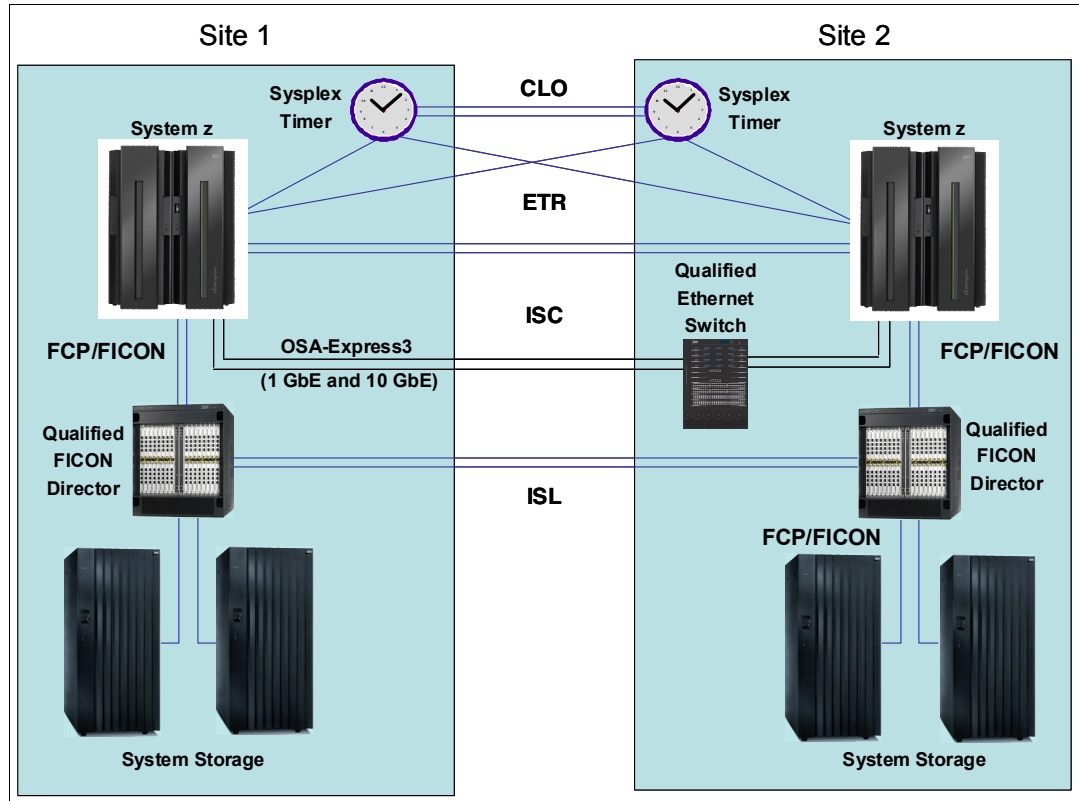 Site 1
Site 2
Sysplex
Timer
CLO
Sysplex
Timer
System z
System z
ETR
Qualified
Ethernet
Switch
ISC
FCP/FICON
OSA-Express3
(1 GbE and 10 GbE)
FCP/FICON
Qualified
FICON
Director
Qualified
FICON
Director
ISL
FCP/FICON
System Storage
System Storage